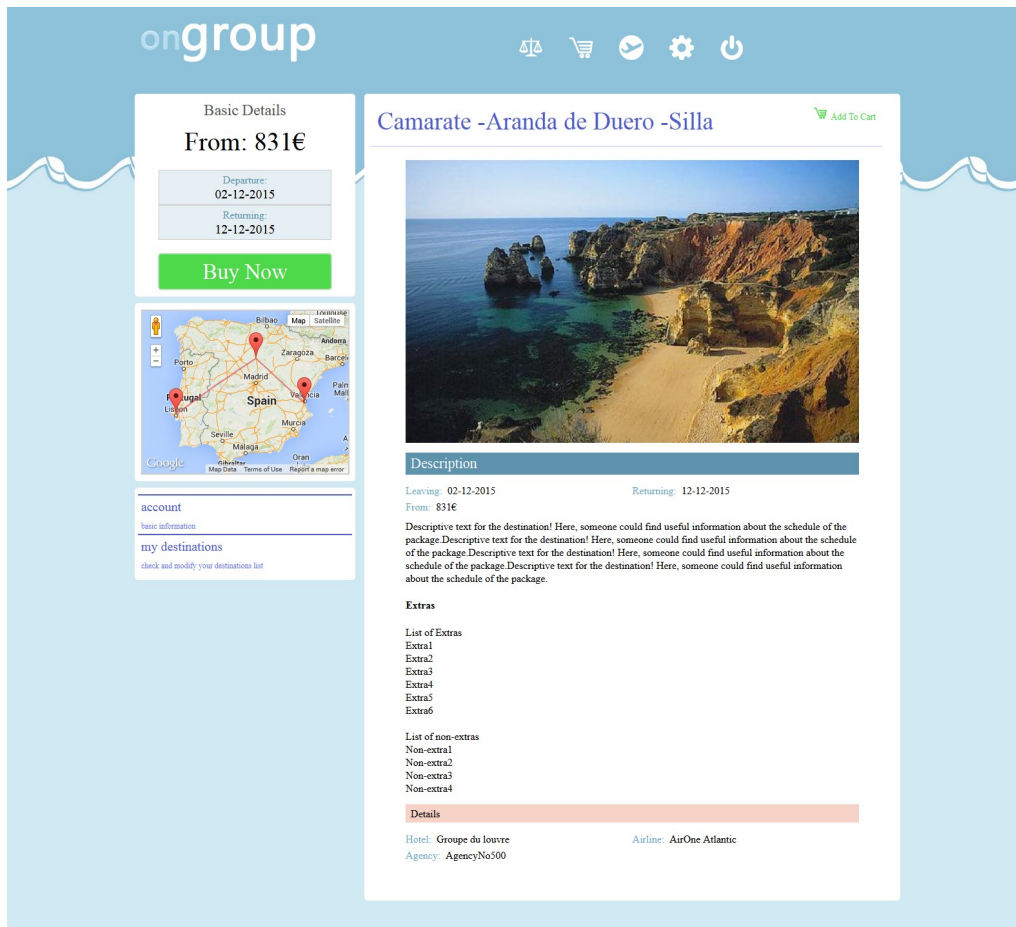 ongroup
Basic Details
From: 831€
Departure:
02-12-2015
Returning:
12-12-2015
Buy Now
Toulouse
Bilbao
Map Satellite
Andorra
Zaragoza
Porto
Madrid
Portugal
Spain
Valencia
Lisbon
Murcia
Seville
Malaga
Oran
Gibraltar
Google
Map Data Terms of Use Report a map error
account
basic information
my destinations
check and modify your destinations list
Camarate -Aranda de Duero -Silla
Add To Cart
Description
Leaving: 02-12-2015 Returning: 12-12-2015
From: 831€
Descriptive text for the destination! Here, someone could find useful information about the schedule of the
package.Descriptive text for the destination! Here, someone could find useful information about the schedule
of the package.Descriptive text for the destination! Here, someone could find useful information about the
schedule of the package.Descriptive text for the destination! Here, someone could find useful information
about the schedule of the package.
Extras
List of Extras
Extra1
Extra2
Extra3
Extra4
Extra5
Extra6
List of non-extras
Non-extra1
Non-extra2
Non-extra3
Non-extra4
Details
Hotel: Groupe du louvre Airline: AirOne Atlantic
Agency: AgencyNo500